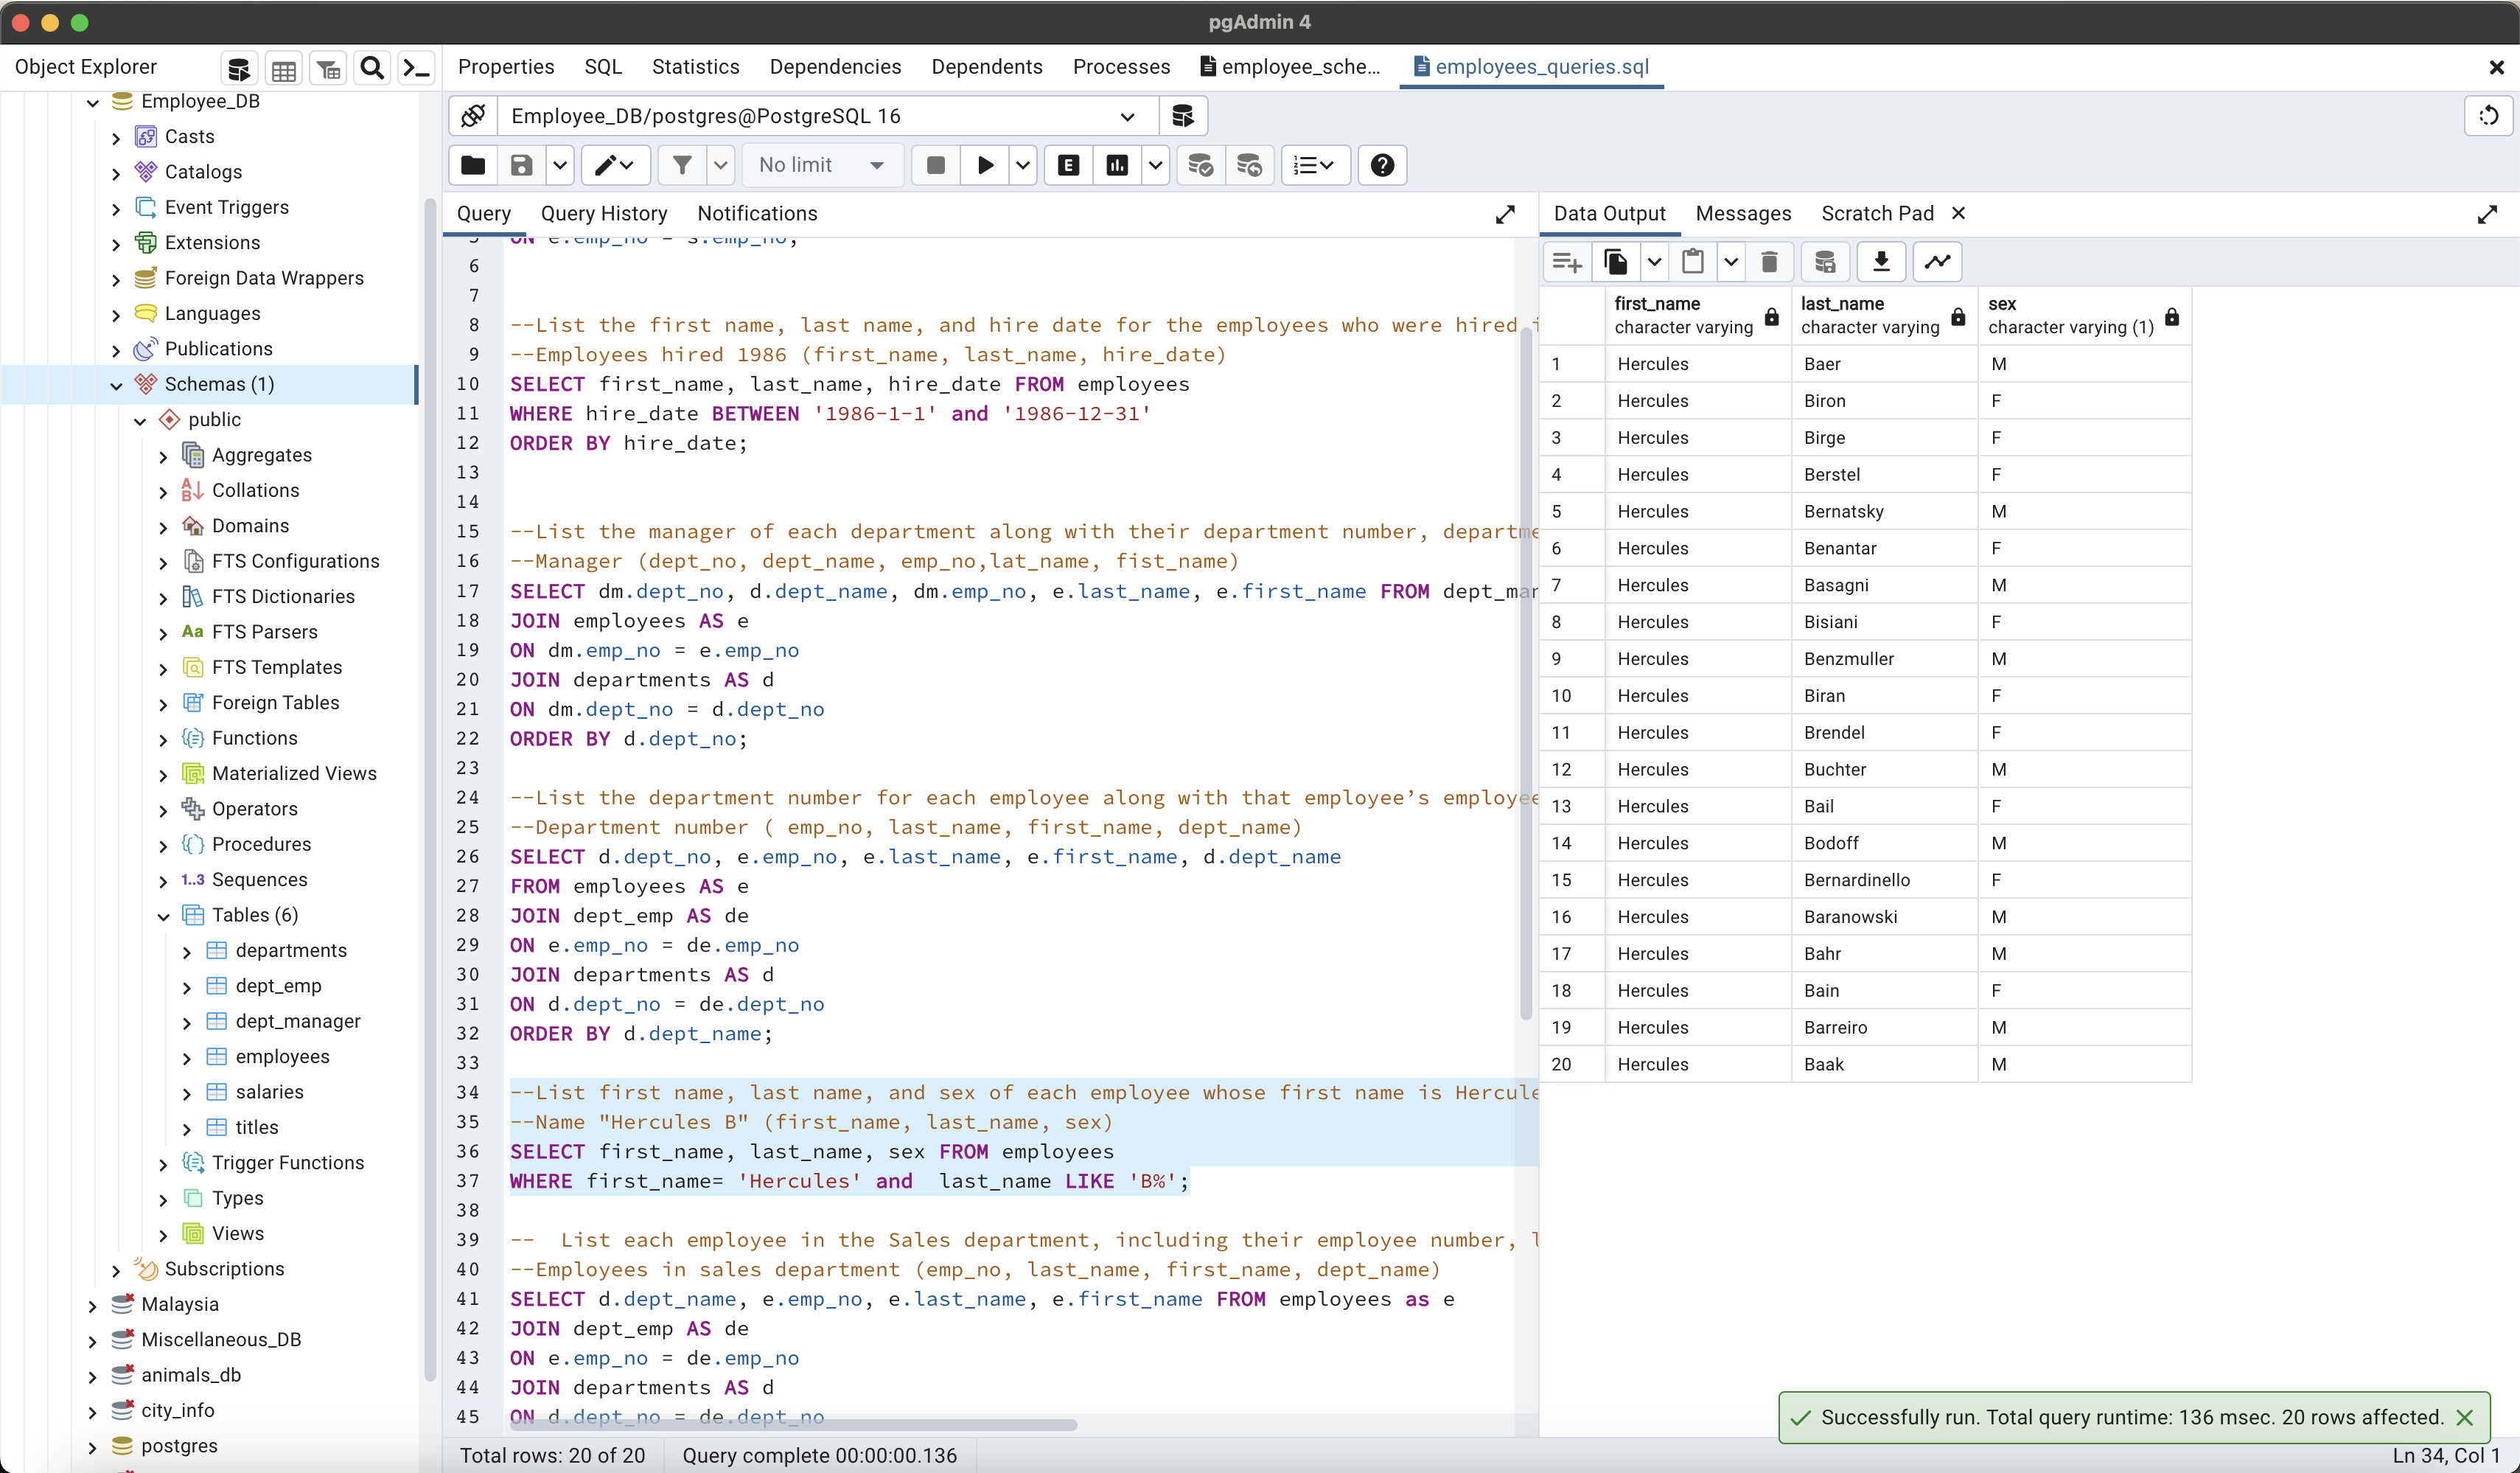 pgAdmin 4
Object Explorer
Properties SQL Statistics Dependencies Dependents Processes employee_sche... employees_queries.sql
Employee_DB
Casts
Catalogs
Event Triggers
Extensions
Foreign Data Wrappers
Languages
Publications
Schemas (1)
public
Aggregates
Collations
Domains
FTS Configurations
FTS Dictionaries
Aa FTS Parsers
FTS Templates
Foreign Tables
Functions
Materialized Views
Operators
Procedures
1..3 Sequences
Tables (6)
departments
dept_emp
dept_manager
employees
salaries
titles
Trigger Functions
Types
Views
Subscriptions
Malaysia
Miscellaneous_DB
animals_db
city_info
postgres
Employee_DB/postgres@PostgreSQL 16
No limit
Query Query History Notifications
5 ON e.emp_no = s.emp_no;
6
7
8 --List the first name, last name, and hire date for the employees who were hired
9 --Employees hired 1986 (first_name, last_name, hire_date)
10 SELECT first_name, last_name, hire_date FROM employees
11 WHERE hire_date BETWEEN '1986-1-1' and '1986-12-31'
12 ORDER BY hire_date;
13
14
15 --List the manager of each department along with their department number, departme
16 --Manager (dept_no, dept_name, emp_no,lat_name, fist_name)
17 SELECT dm.dept_no, d.dept_name, dm.emp_no, e.last_name, e.first_name FROM dept_man
18 JOIN employees AS e
19 ON dm.emp_no = e.emp_no
20 JOIN departments AS d
21 ON dm.dept_no = d.dept_no
22 ORDER BY d.dept_no;
23
24 --List the department number for each employee along with that employee’s employee
25 --Department number ( emp_no, last_name, first_name, dept_name)
26 SELECT d.dept_no, e.emp_no, e.last_name, e.first_name, d.dept_name
27 FROM employees AS e
28 JOIN dept_emp AS de
29 ON e.emp_no = de.emp_no
30 JOIN departments AS d
31 ON d.dept_no = de.dept_no
32 ORDER BY d.dept_name;
33
34 --List first name, last name, and sex of each employee whose first name is Hercule
35 --Name "Hercules B" (first_name, last_name, sex)
36 SELECT first_name, last_name, sex FROM employees
37 WHERE first_name= 'Hercules' and  last_name LIKE 'B%';
38
39 --  List each employee in the Sales department, including their employee number, l
40 --Employees in sales department (emp_no, last_name, first_name, dept_name)
41 SELECT d.dept_name, e.emp_no, e.last_name, e.first_name FROM employees as e
42 JOIN dept_emp AS de
43 ON e.emp_no = de.emp_no
44 JOIN departments AS d
45 ON d.dept_no = de.dept_no
Data Output Messages Scratch Pad
first_name last_name sex
character varying character varying character varying (1)
1 Hercules Baer M
2 Hercules Biron F
3 Hercules Birge F
4 Hercules Berstel F
5 Hercules Bernatsky M
6 Hercules Benantar F
7 Hercules Basagni M
8 Hercules Bisiani F
9 Hercules Benzmuller M
10 Hercules Biran F
11 Hercules Brendel F
12 Hercules Buchter M
13 Hercules Bail F
14 Hercules Bodoff M
15 Hercules Bernardinello F
16 Hercules Baranowski M
17 Hercules Bahr M
18 Hercules Bain F
19 Hercules Barreiro M
20 Hercules Baak M
Successfully run. Total query runtime: 136 msec. 20 rows affected.
Total rows: 20 of 20 Query complete 00:00:00.136 Ln 34, Col 1